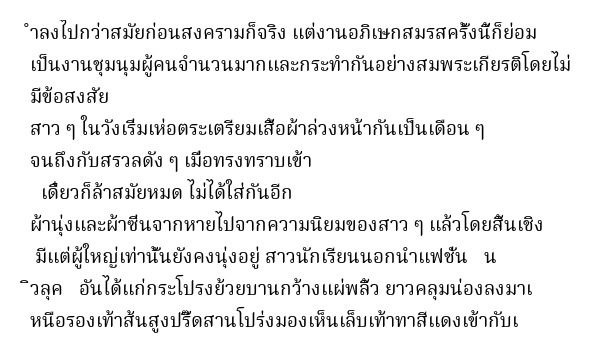 ำลงไปกว่าสมัยก่อนสงครามก็จริง แต่งานอภิเษกสมรสครั้งนี้ก็ย่อม
เป็นงานชุมนุมผู้คนจำนวนมากและกระทำกันอย่างสมพระเกียรติโดยไม่
มีข้อสงสัย
สาว ๆ ในวังเริ่มเห่อตระเตรียมเสื้อผ้าล่วงหน้ากันเป็นเดือน ๆ
จนถึงกับสรวลดัง ๆ เมื่อทรงทราบเข้า
เดี๋ยวก็ล้าสมัยหมด ไม่ได้ใส่กันอีก
ผ้านุ่งและผ้าซิ่นจากหายไปจากความนิยมของสาว ๆ แล้วโดยสิ้นเชิง
มีแต่ผู้ใหญ่เท่านั้นยังคงนุ่งอยู่ สาวนักเรียนนอกนำแฟชั่น น
ิวลุค อันได้แก่กระโปรงย้วยบานกว้างแผ่พลิ้ว ยาวคลุมน่องลงมาเ
หนือรองเท้าส้นสูงปรี๊ดสานโปร่งมองเห็นเล็บเท้าทาสีแดงเข้ากับเ